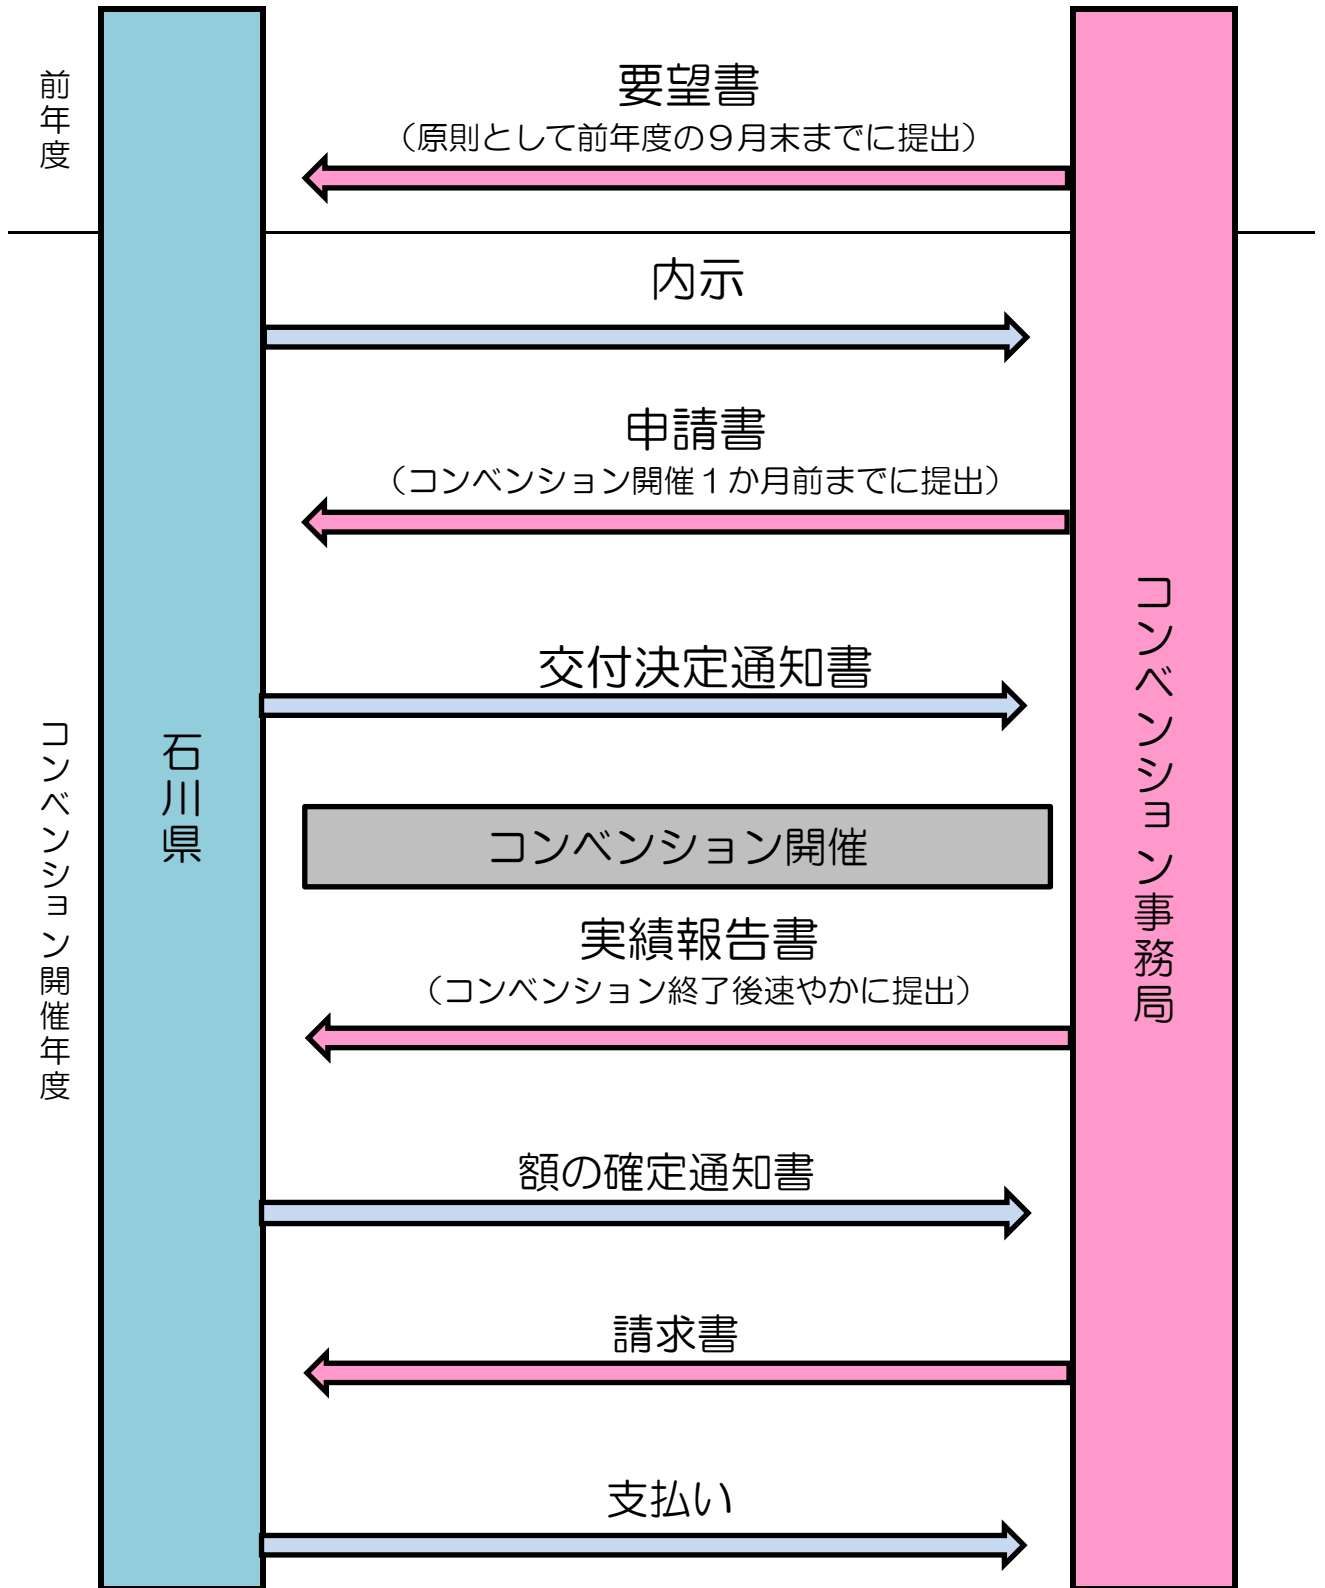 前年度
要望書
（原則として前年度の９月末までに提出）
内示
申請書
（コンベンション開催１か月前までに提出）
交付決定通知書
コンベンション開催年度
石川県
コンベンション事務局
コンベンション開催
実績報告書
（コンベンション終了後速やかに提出）
額の確定通知書
請求書
支払い